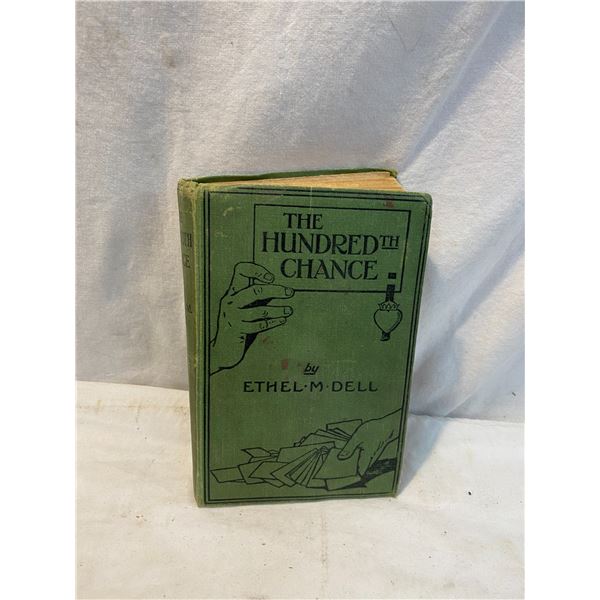 THE
HUNDREDTH
CHANCE
by
ETHEL·M·DELL